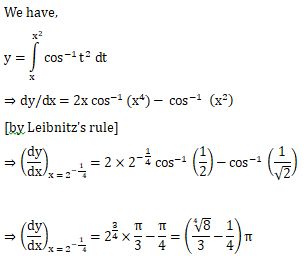 We have,
y = ∫ₓ^(x²) cos⁻¹ t² dt
⇒ dy/dx = 2x cos⁻¹ (x⁴) − cos⁻¹ (x²)
[by Leibnitz's rule]
⇒ (dy/dx)ₓ ₌ ₂^(−1/4) = 2 × 2^(−1/4) cos⁻¹ (1/2) − cos⁻¹ (1/√2)
⇒ (dy/dx)ₓ ₌ ₂^(−1/4) = 2^(3/4) × π/3 − π/4 = (∜8/3 − 1/4) π